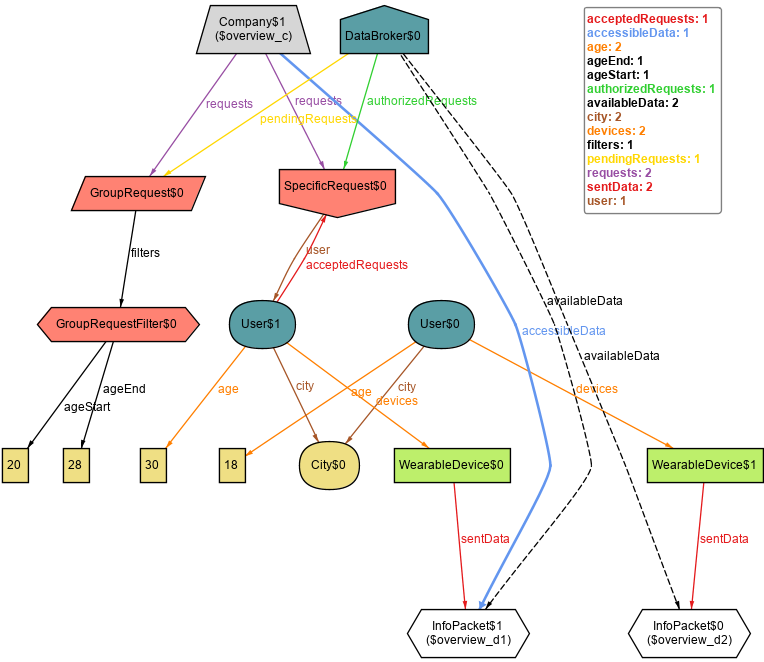 Company$1
($overview_c)
DataBroker$0
acceptedRequests: 1
accessibleData: 1
age: 2
ageEnd: 1
ageStart: 1
authorizedRequests: 1
availableData: 2
city: 2
devices: 2
filters: 1
pendingRequests: 1
requests: 2
sentData: 2
user: 1
requests
requests
authorizedRequests
pendingRequests
GroupRequest$0
SpecificRequest$0
filters
user
acceptedRequests
availableData
GroupRequestFilter$0
User$1
User$0
accessibleData
availableData
ageEnd
ageStart
age
city
age
city
devices
devices
20
28
30
18
City$0
WearableDevice$0
WearableDevice$1
sentData
sentData
InfoPacket$1
($overview_d1)
InfoPacket$0
($overview_d2)